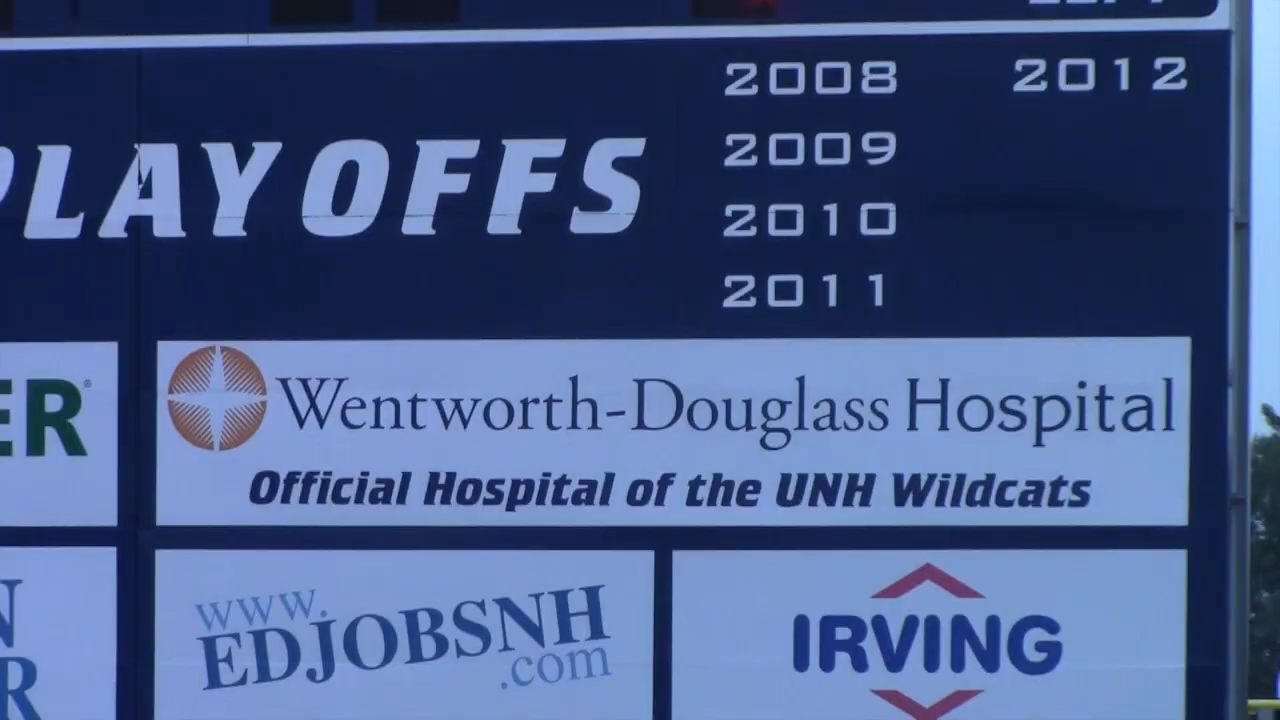 2008 2012
PLAYOFFS 2009
2010
2011
ER®
Wentworth-Douglass Hospital
Official Hospital of the UNH Wildcats
N
R
www.
EDJOBSNH
.com
IRVING